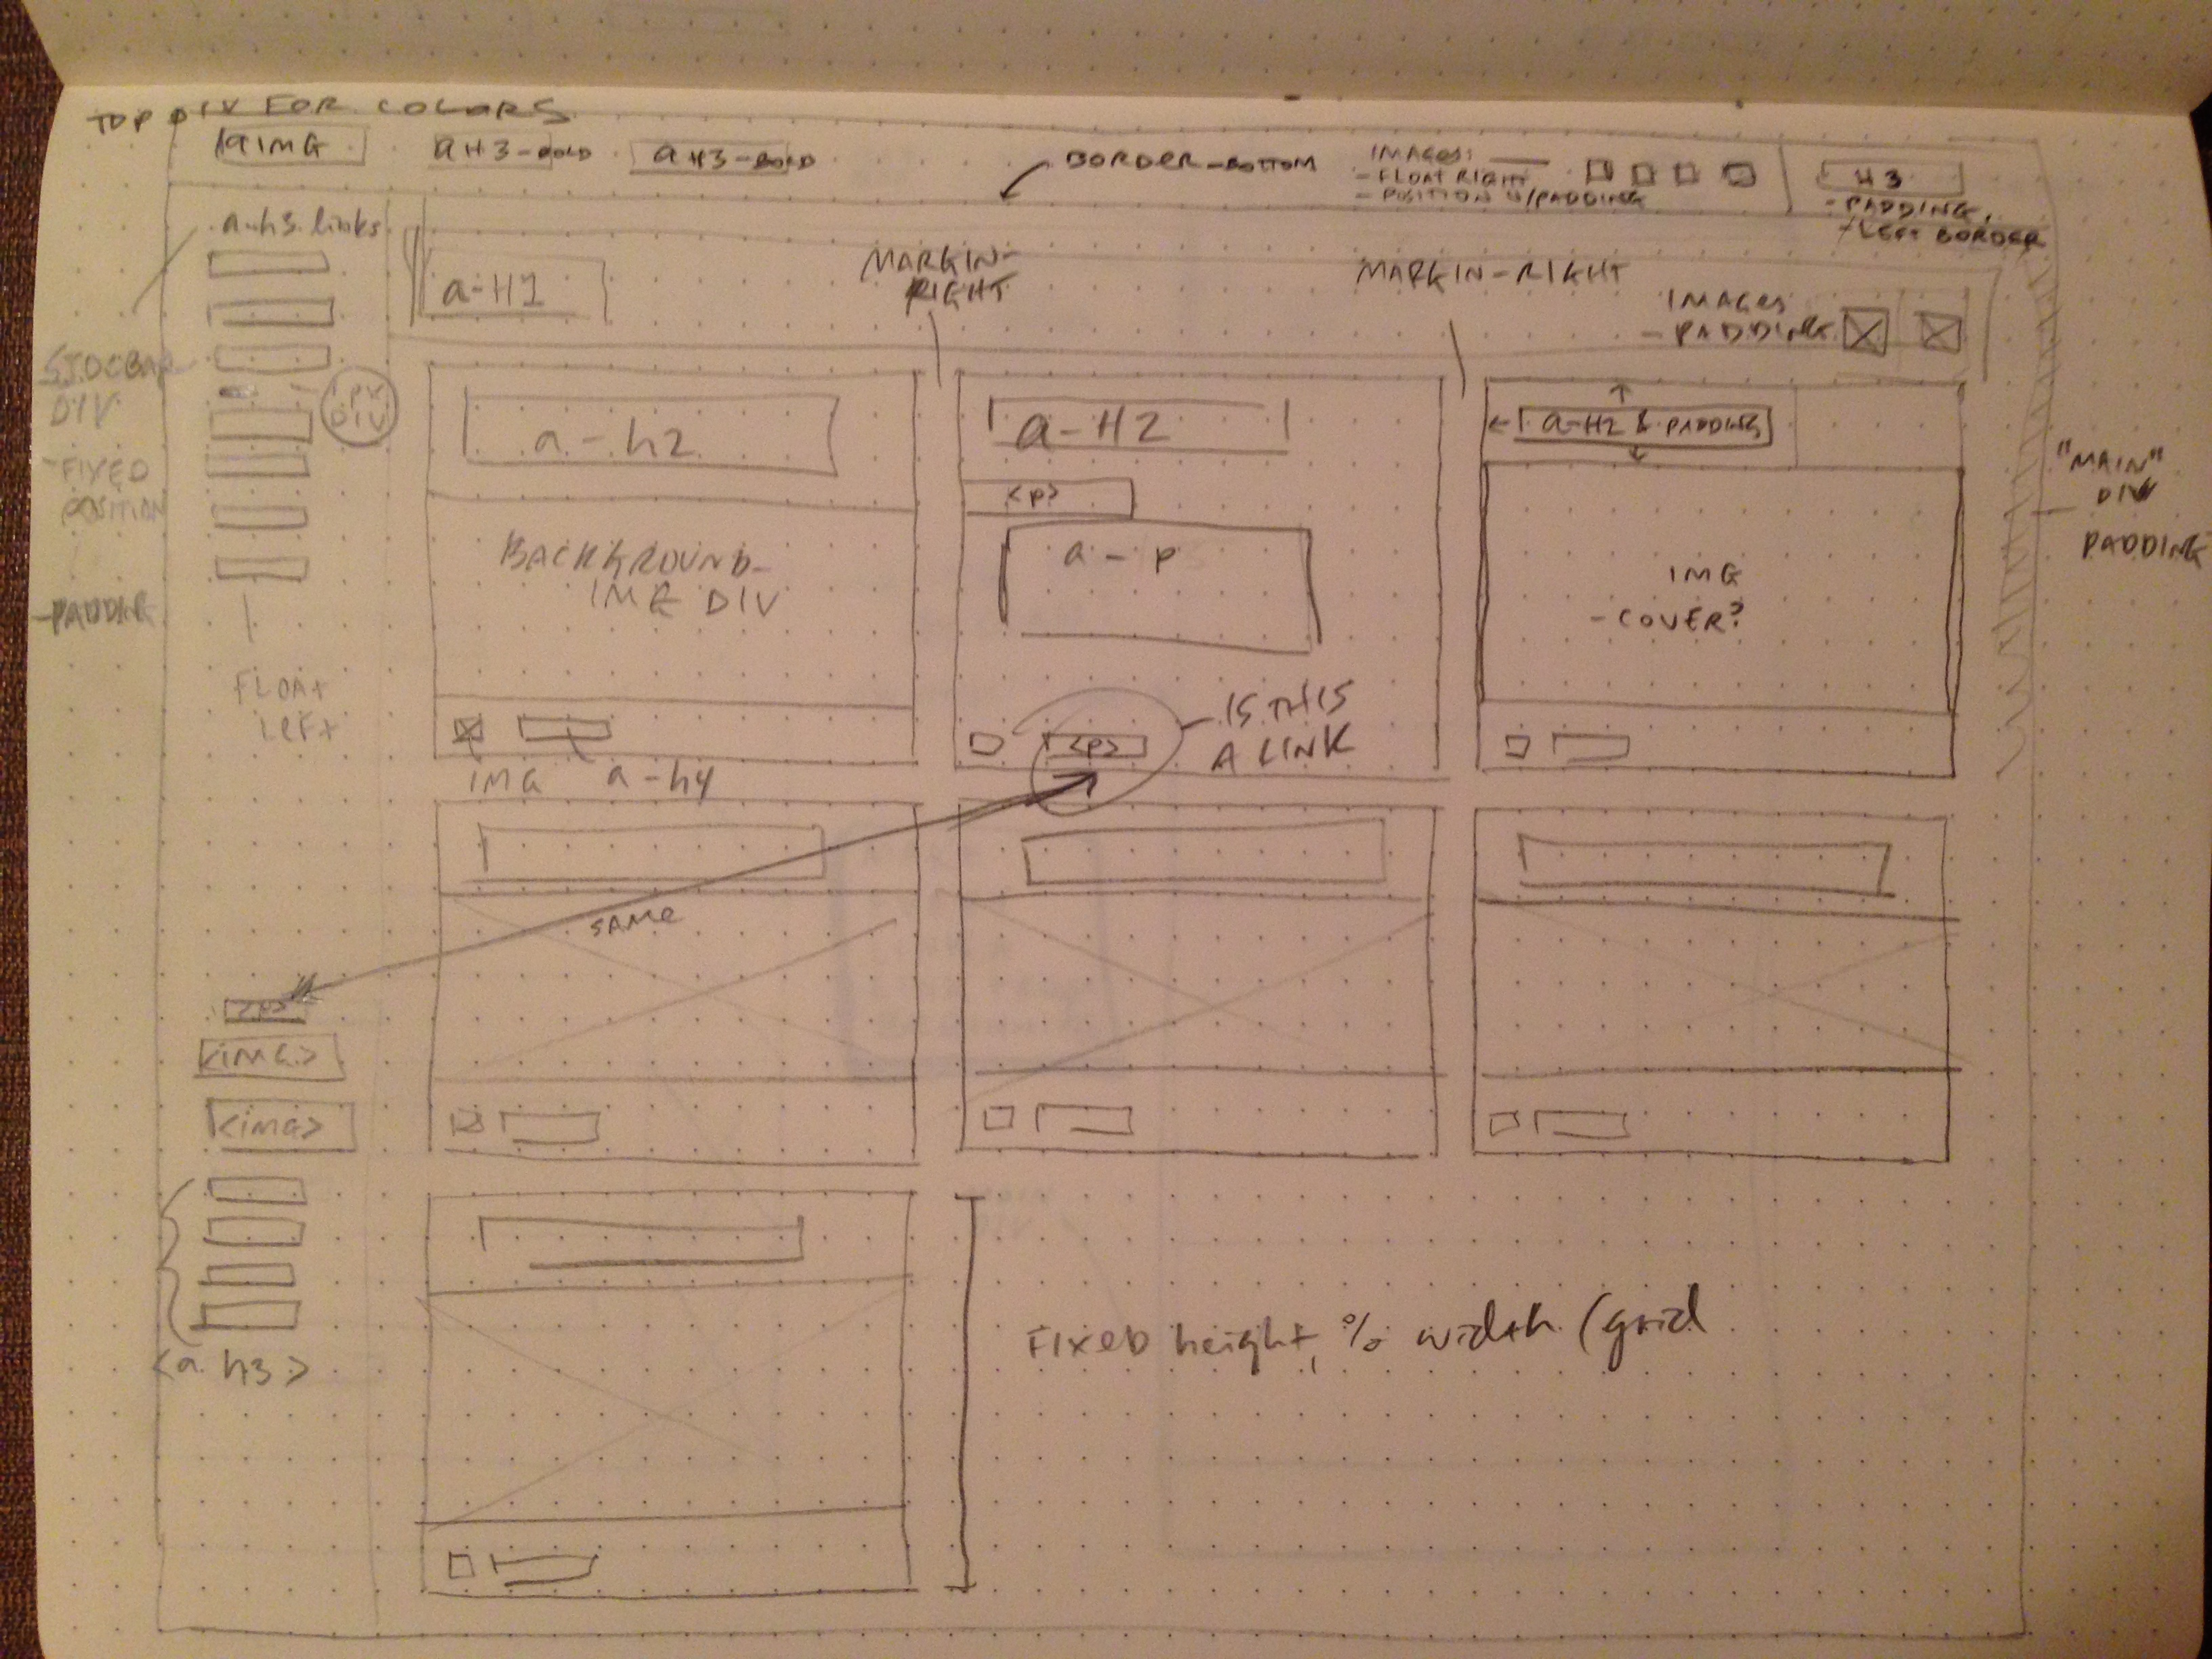 TOP DIV FOR COLORS
a IMG
a H3-BOLD
a H3-BOLD
BORDER-BOTTOM
IMAGES:
- FLOAT RIGHT
- POSITION W/PADDING
H3
- PADDING,
- LEFT BORDER
a-h3 links
SIDEBAR
DIV
-FIXED
POSITION
-PADDING
1 px
DIV
FLOAT
LEFT
a-H1
MARGIN-
RIGHT
MARGIN-RIGHT
IMAGES
- PADDING
a-h2
BACKGROUND-
IMG DIV
IMG
a-h4
a-H2
<p>
a-p
<p>
IS THIS
A LINK
a-H2 & PADDING
IMG
- COVER?
"MAIN"
DIV
PADDING
SAME
<p>
<img>
<img>
<a h3>
FIXED height, % width (grid